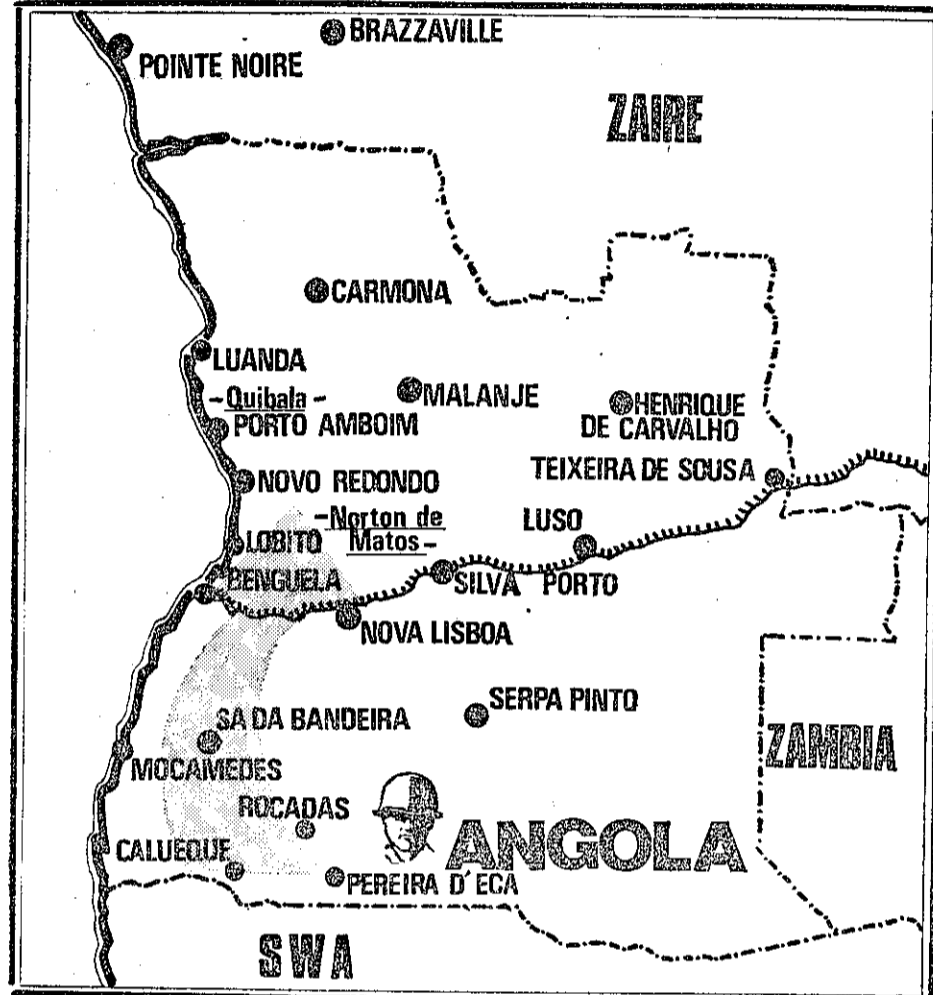 BRAZZAVILLE
POINTE NOIRE
ZAIRE
CARMONA
LUANDA
-Quibala-
MALANJE
HENRIQUE
DE CARVALHO
PORTO AMBOIM
TEIXEIRA DE SOUSA
NOVO REDONDO
-Norton de
Matos-
LUSO
LOBITO
BENGUELA
SILVA PORTO
NOVA LISBOA
SERPA PINTO
SA DA BANDEIRA
ZAMBIA
MOCAMEDES
ROCADAS
ANGOLA
CALUEQUE
PEREIRA D'ECA
SWA